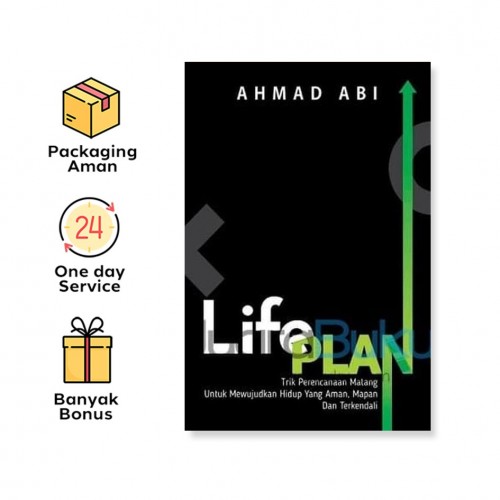 Packaging
Aman
24
One day
Service
Banyak
Bonus
AHMAD ABI
Life
PLAN
Trik Perencanaan Matang
Untuk Mewujudkan Hidup Yang Aman, Mapan
Dan Terkendali